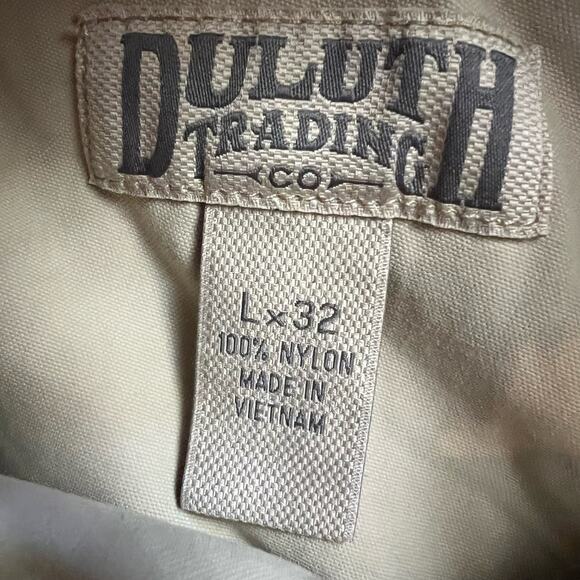 DULUTH
TRADING
CO
L x 32
100% NYLON
MADE IN
VIETNAM